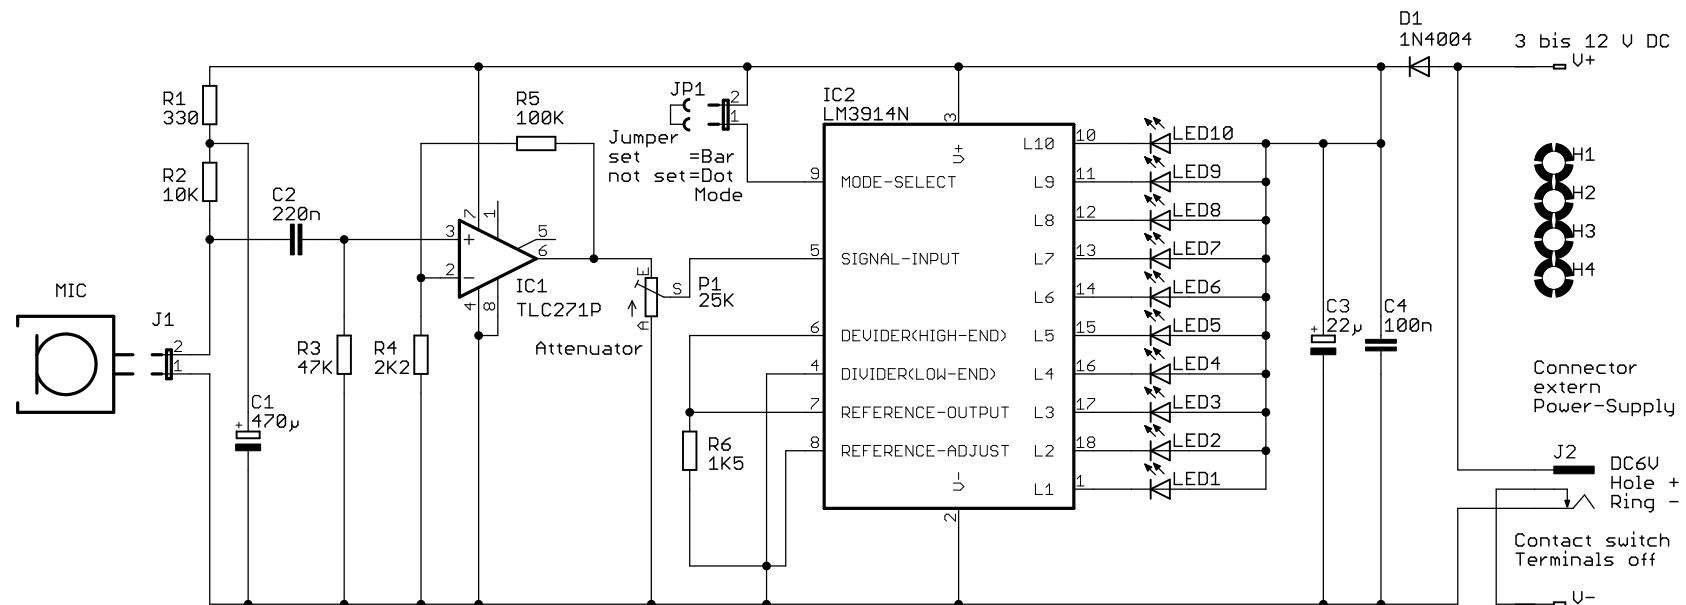 D1
1N4004
3 bis 12 V DC
V+
R1
330
R5
100K
JP1
2
1
Jumper
set =Bar
not set=Dot
Mode
IC2
LM3914N
3
V+
L10
10
LED10
H1
R2
10K
9
MODE-SELECT
L9
11
LED9
H2
C2
220n
7
1
L8
12
LED8
H3
3
+
5
6
5
SIGNAL-INPUT
L7
13
LED7
H4
2
-
IC1
TLC271P
4
8
E
S
A
P1
25K
L6
14
LED6
MIC
J1
2
1
R3
47K
R4
2K2
Attenuator
6
DEVIDER(HIGH-END)
L5
15
LED5
+
C3
22µ
C4
100n
4
DIVIDER(LOW-END)
L4
16
LED4
Connector
extern
Power-Supply
C1
+
470µ
7
REFERENCE-OUTPUT
L3
17
LED3
R6
1K5
8
REFERENCE-ADJUST
L2
18
LED2
V-
L1
1
LED1
2
J2
DC6V
Hole +
Ring -
Contact switch
Terminals off
V-